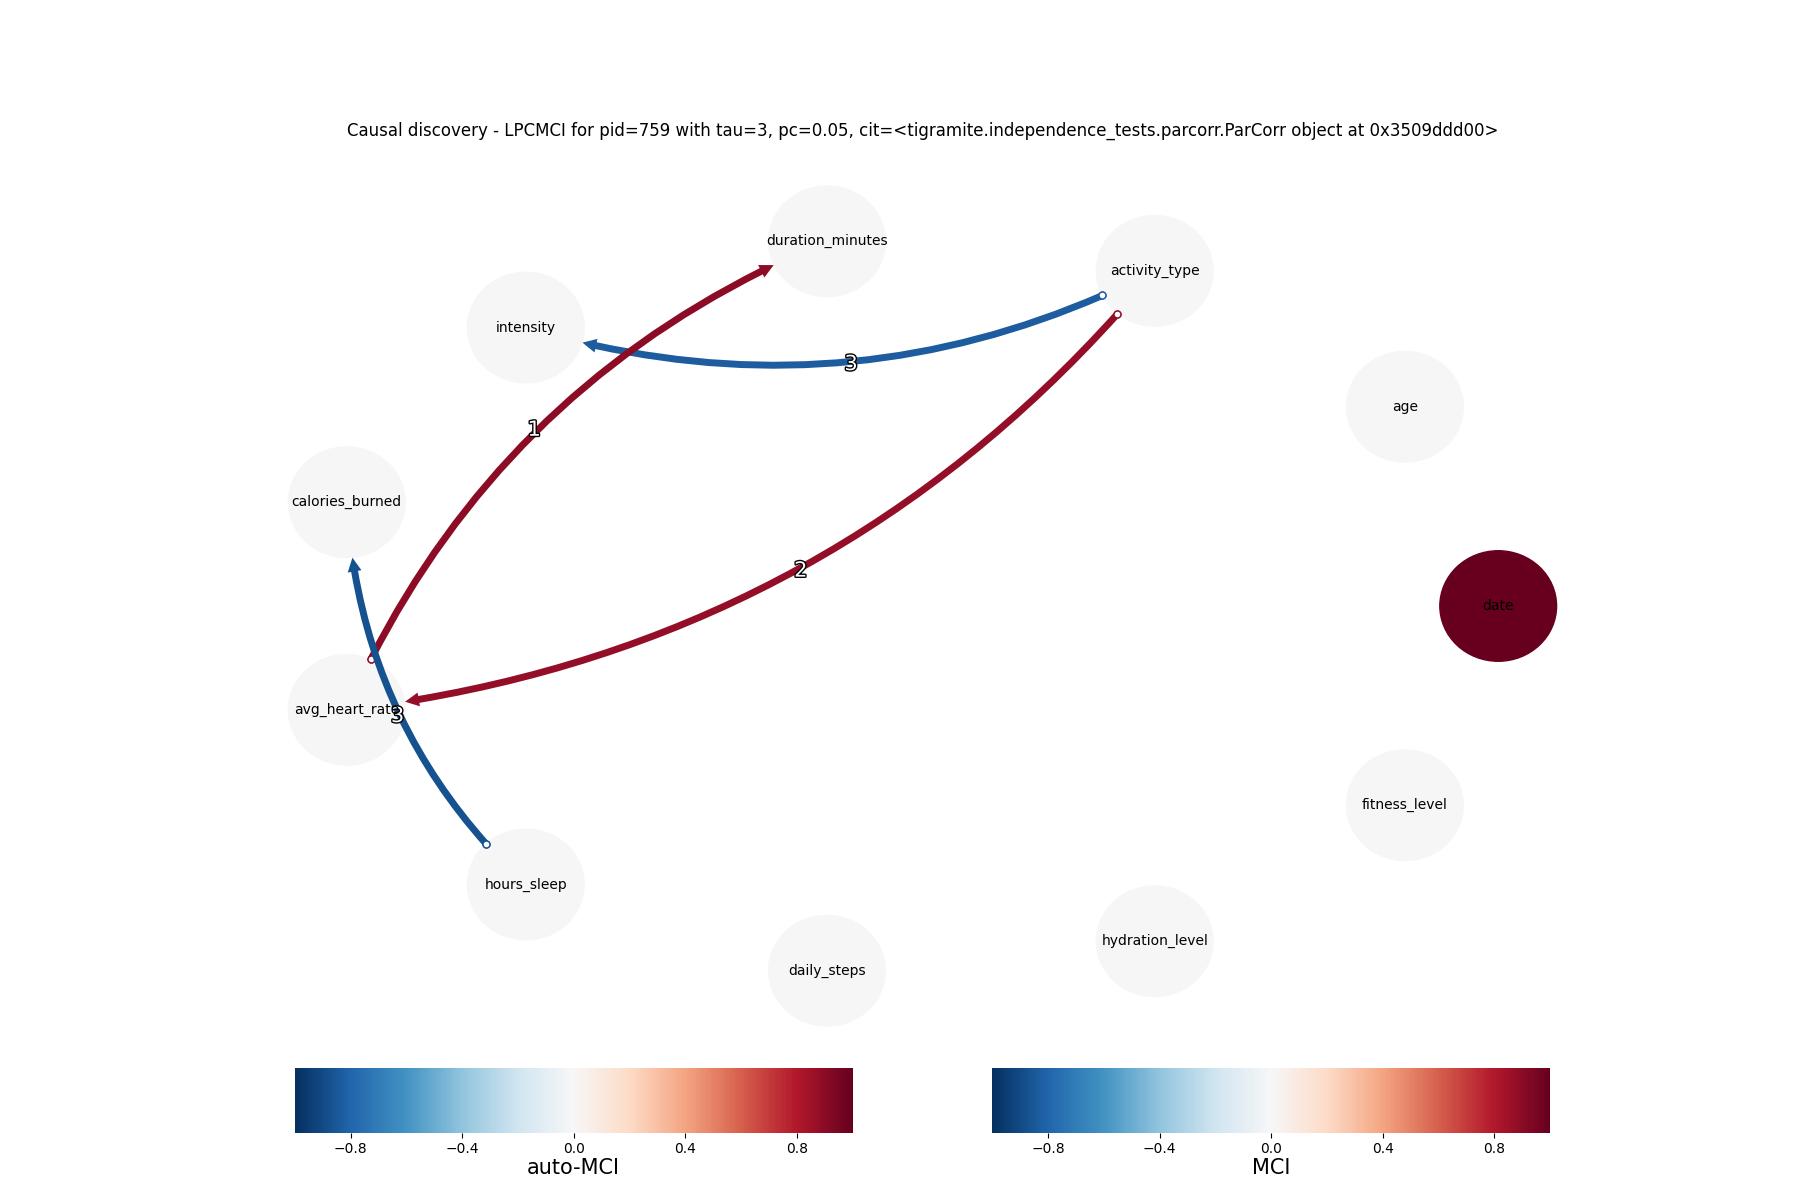 Causal discovery - LPCMCI for pid=759 with tau=3, pc=0.05, cit=<tigramite.independence_tests.parcorr.ParCorr object at 0x3509ddd00>
duration_minutes
activity_type
intensity
3
age
1
calories_burned
2
date
avg_heart_rate
3
fitness_level
hours_sleep
hydration_level
daily_steps
−0.8 −0.4 0.0 0.4 0.8
auto-MCI
−0.8 −0.4 0.0 0.4 0.8
MCI